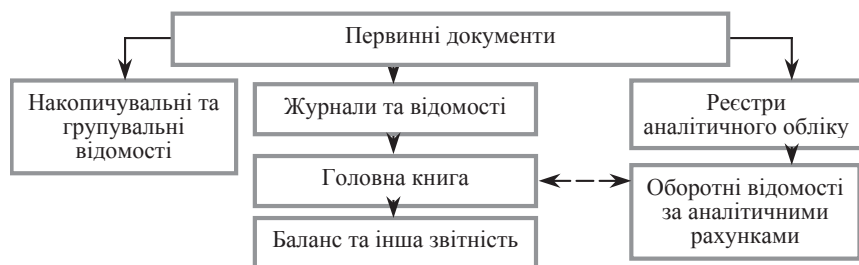 Первинні документи
Накопичувальні та
групувальні
відомості
Журнали та відомості
Реєстри
аналітичного обліку
Головна книга
Оборотні відомості
за аналітичними
рахунками
Баланс та інша звітність